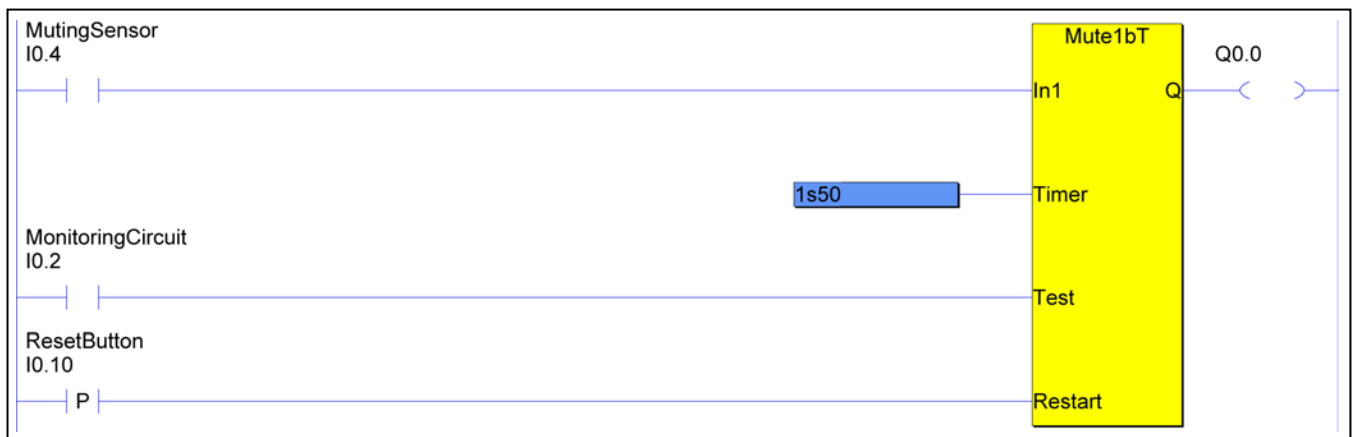 MutingSensor
I0.4
Mute1bT
Q0.0
In1
Q
1s50
Timer
MonitoringCircuit
I0.2
Test
ResetButton
I0.10
P
Restart